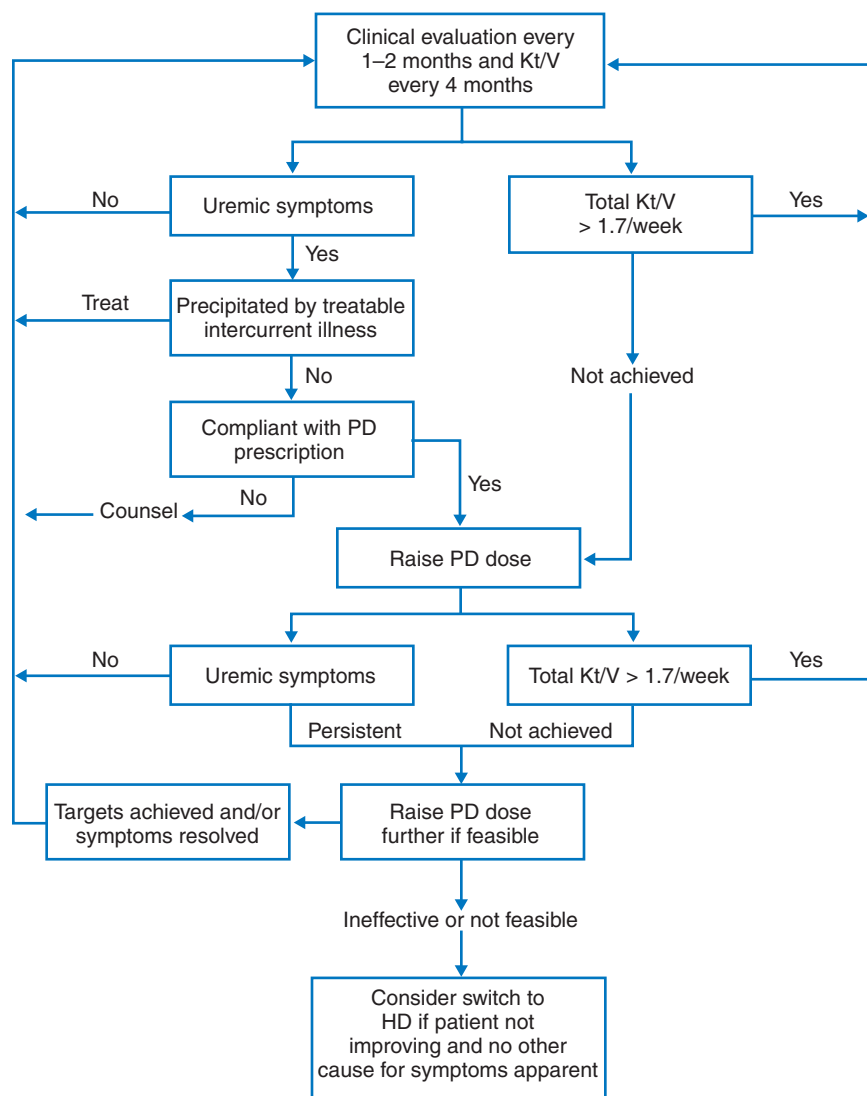 Clinical evaluation every
1–2 months and Kt/V
every 4 months
No
Uremic symptoms
Total Kt/V
> 1.7/week
Yes
Yes
Treat
Precipitated by treatable
intercurrent illness
No
Not achieved
Compliant with PD
prescription
Counsel
No
Yes
Raise PD dose
No
Uremic symptoms
Total Kt/V > 1.7/week
Yes
Persistent
Not achieved
Targets achieved and/or
symptoms resolved
Raise PD dose
further if feasible
Ineffective or not feasible
Consider switch to
HD if patient not
improving and no other
cause for symptoms apparent